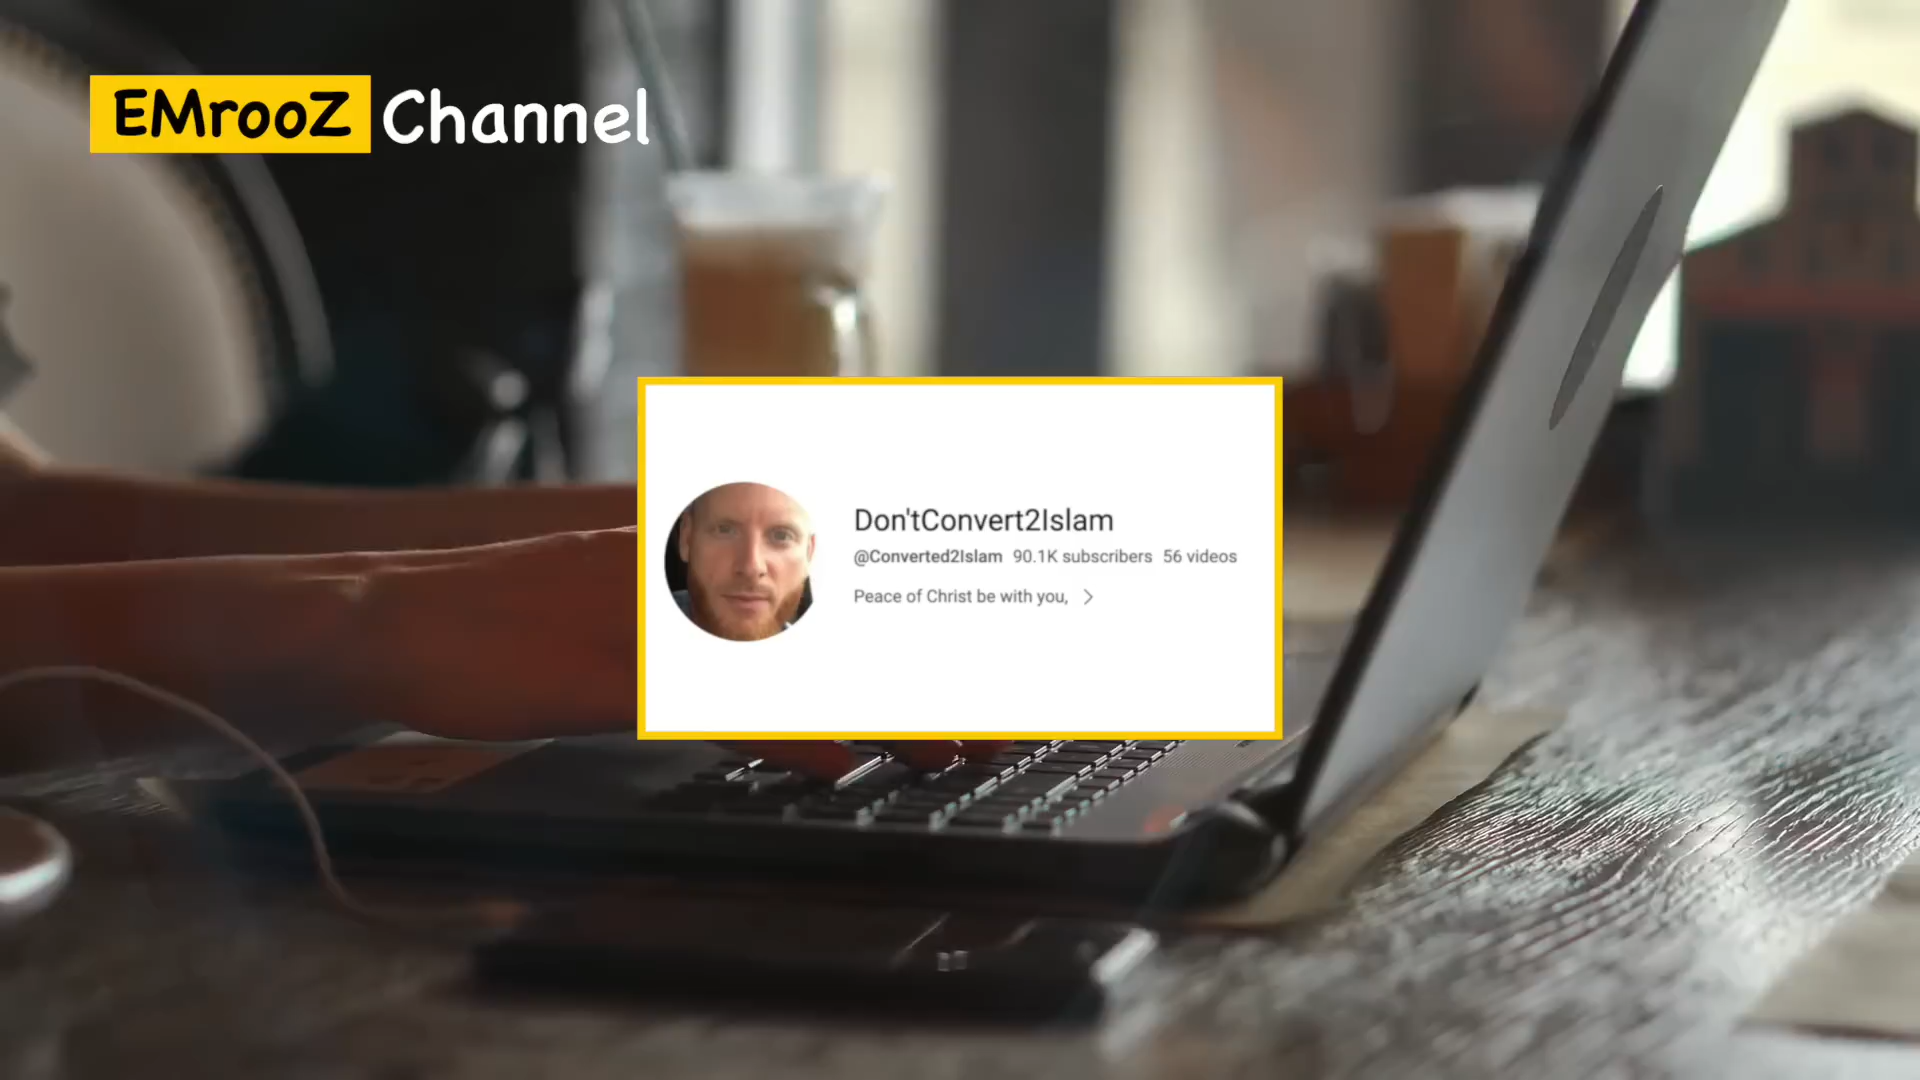 EMrooZ Channel
Don'tConvert2Islam
@Converted2Islam 90.1K subscribers 56 videos
Peace of Christ be with you,